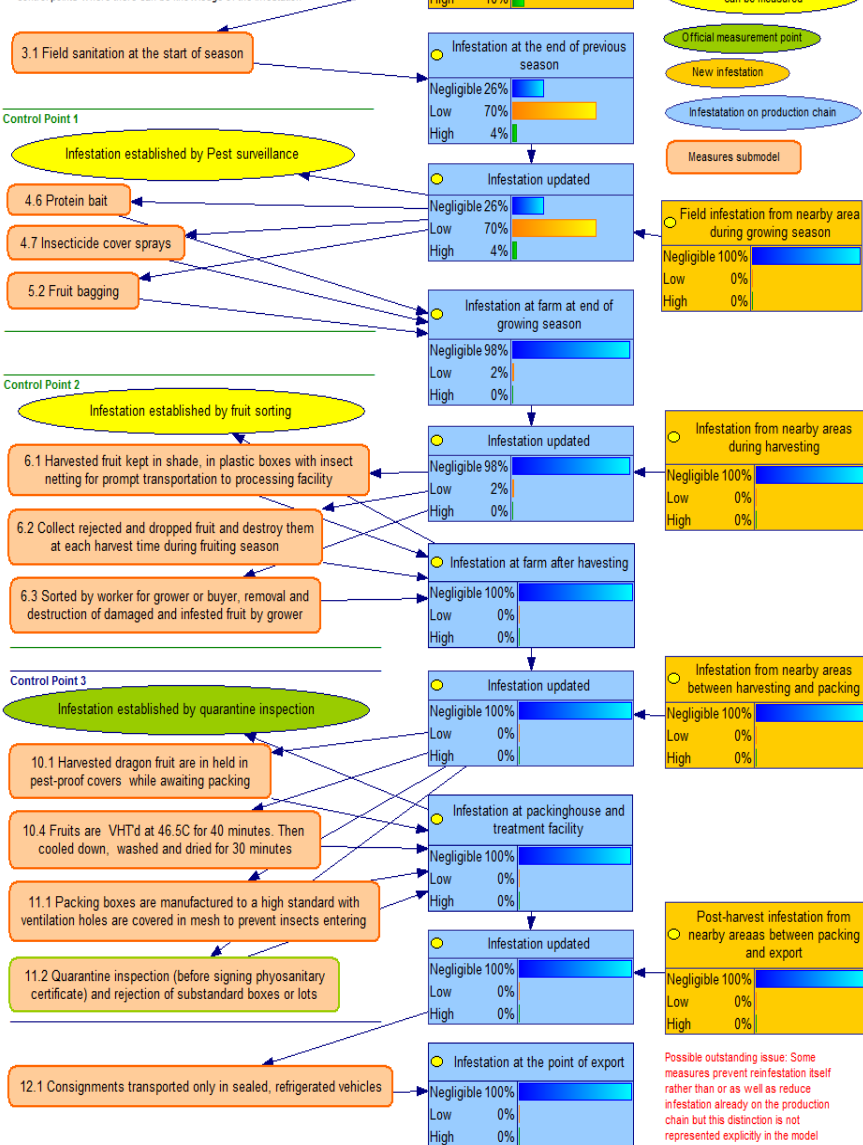 High 10%
can be measured
3.1 Field sanitation at the start of season
Infestation at the end of previous
season
Negligible 26%
Low 70%
High 4%
Official measurement point
New infestation
Infestatation on production chain
Measures submodel
Control Point 1
Infestation established by Pest surveillance
4.6 Protein bait
4.7 Insecticide cover sprays
5.2 Fruit bagging
Infestation updated
Negligible 26%
Low 70%
High 4%
Field infestation from nearby area
during growing season
Negligible 100%
Low 0%
High 0%
Infestation at farm at end of
growing season
Negligible 98%
Low 2%
High 0%
Control Point 2
Infestation established by fruit sorting
6.1 Harvested fruit kept in shade, in plastic boxes with insect
netting for prompt transportation to processing facility
6.2 Collect rejected and dropped fruit and destroy them
at each harvest time during fruiting season
6.3 Sorted by worker for grower or buyer, removal and
destruction of damaged and infested fruit by grower
Infestation updated
Negligible 98%
Low 2%
High 0%
Infestation from nearby areas
during harvesting
Negligible 100%
Low 0%
High 0%
Infestation at farm after havesting
Negligible 100%
Low 0%
High 0%
Control Point 3
Infestation established by quarantine inspection
10.1 Harvested dragon fruit are in held in
pest-proof covers while awaiting packing
10.4 Fruits are VHT'd at 46.5C for 40 minutes. Then
cooled down, washed and dried for 30 minutes
11.1 Packing boxes are manufactured to a high standard with
ventilation holes are covered in mesh to prevent insects entering
11.2 Quarantine inspection (before signing phyosanitary
certificate) and rejection of substandard boxes or lots
Infestation updated
Negligible 100%
Low 0%
High 0%
Infestation from nearby areas
between harvesting and packing
Negligible 100%
Low 0%
High 0%
Infestation at packinghouse and
treatment facility
Negligible 100%
Low 0%
High 0%
Infestation updated
Negligible 100%
Low 0%
High 0%
Post-harvest infestation from
nearby areaas between packing
and export
Negligible 100%
Low 0%
High 0%
12.1 Consignments transported only in sealed, refrigerated vehicles
Infestation at the point of export
Negligible 100%
Low 0%
High 0%
Possible outstanding issue: Some
measures prevent reinfestation itself
rather than or as well as reduce
infestation already on the production
chain but this distinction is not
represented explicitly in the model